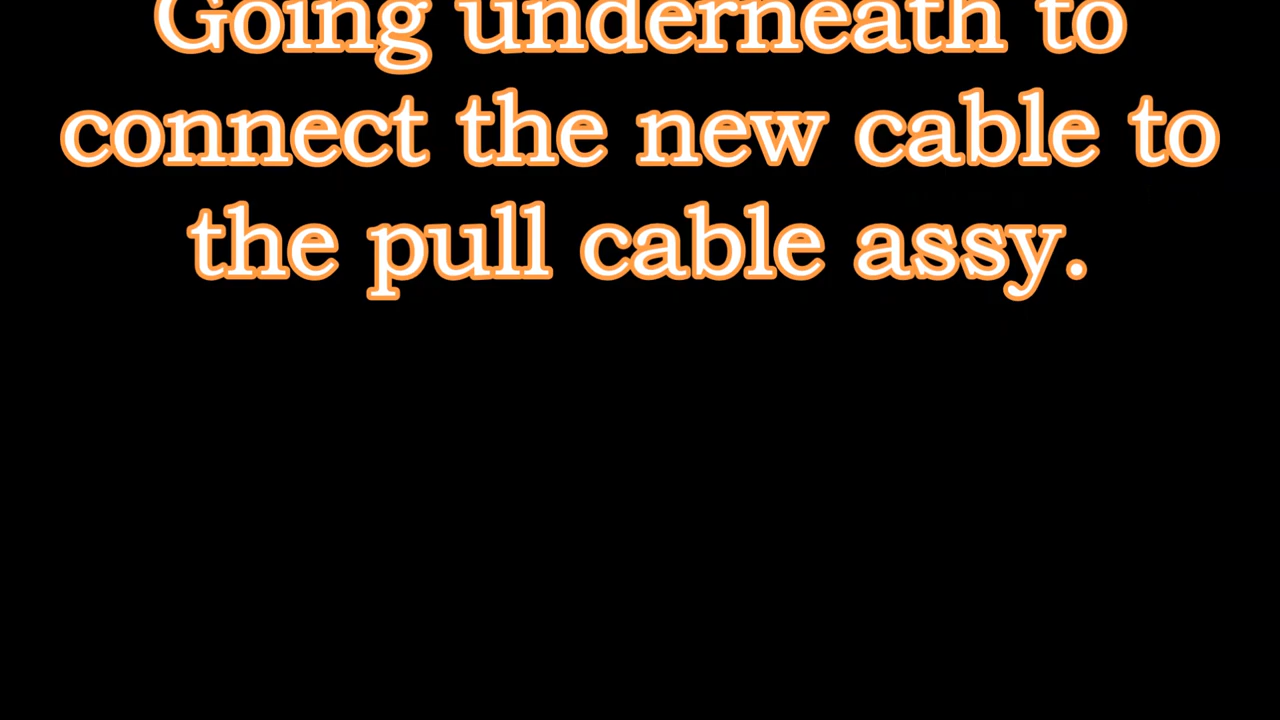 Going underneath to
connect the new cable to
the pull cable assy.